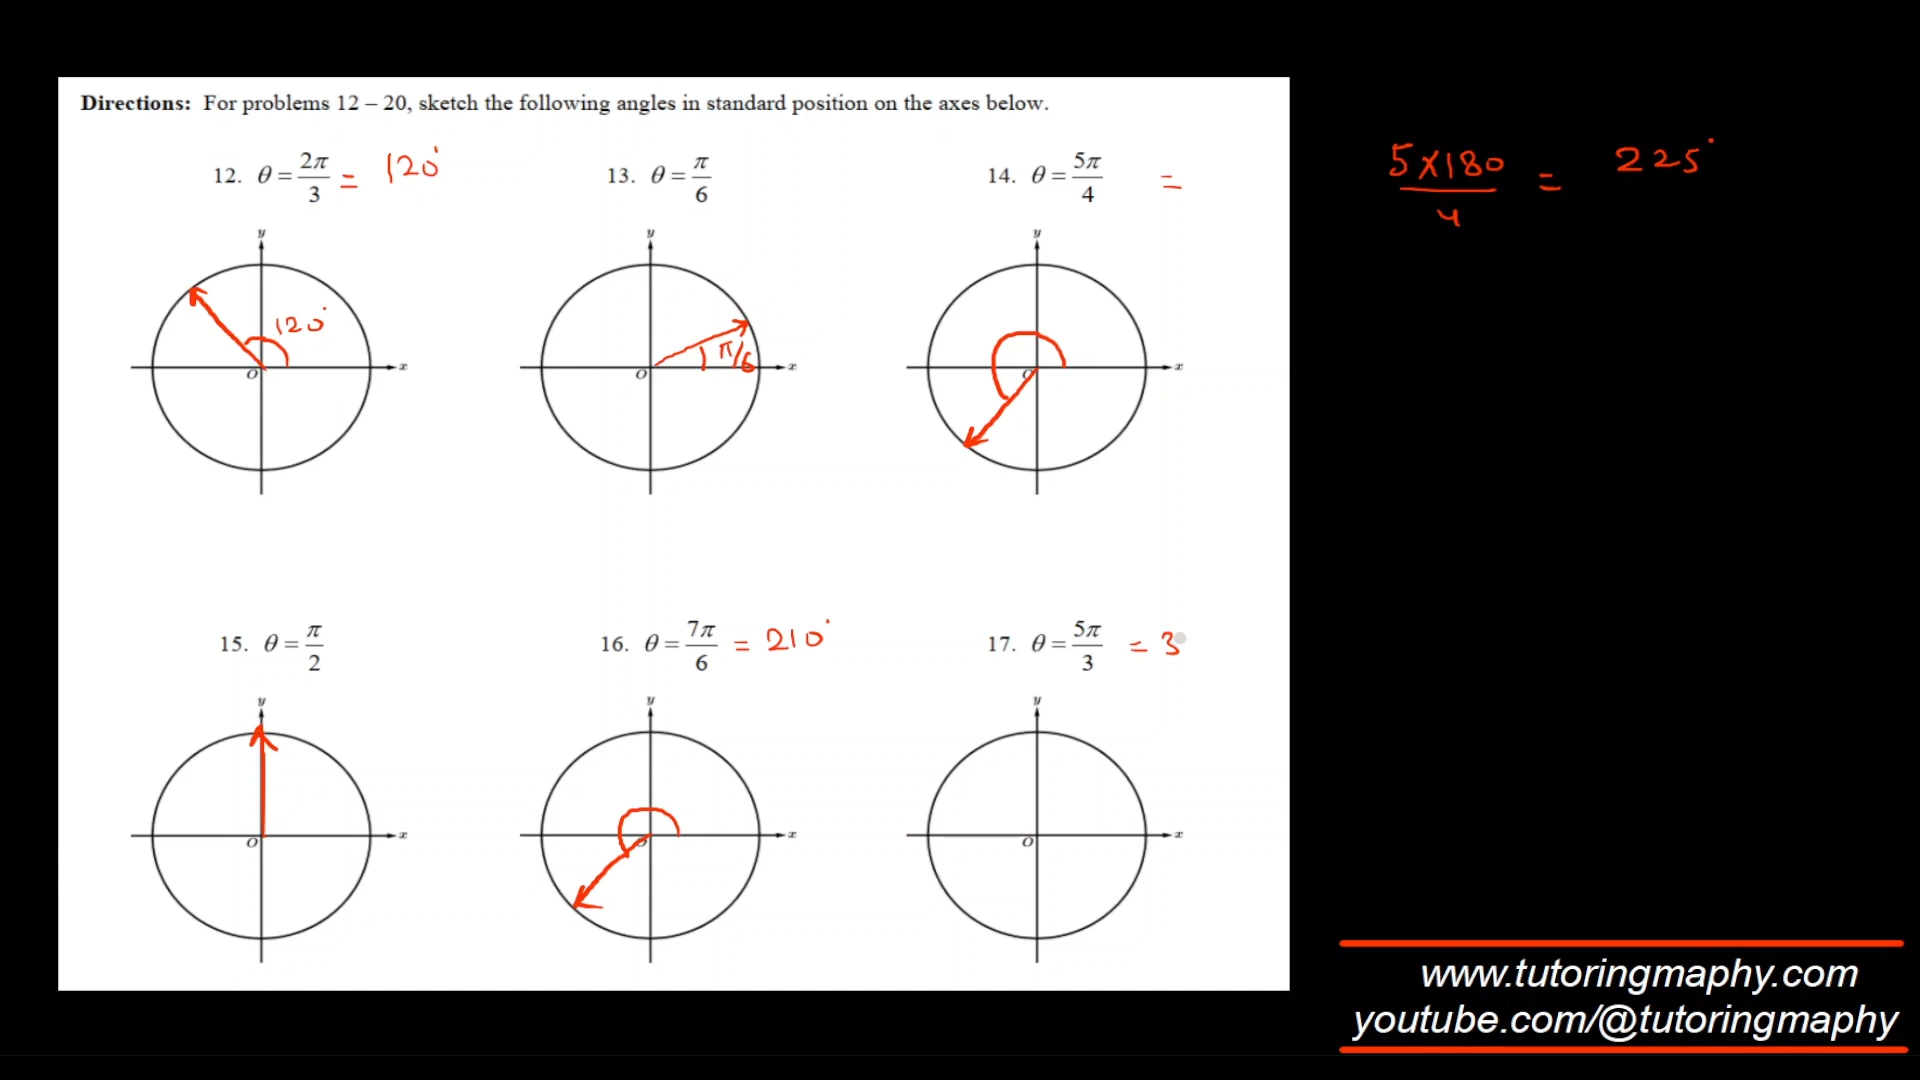 Directions: For problems 12 – 20, sketch the following angles in standard position on the axes below.
12. θ = 2π/3 = 120°
13. θ = π/6
14. θ = 5π/4 =
5×180/4 = 225°
y
y
y
120°
π/6
O
x
O
x
O
x
15. θ = π/2
16. θ = 7π/6 = 210°
17. θ = 5π/3 = 3
y
y
y
O
x
O
x
O
x
www.tutoringmaphy.com
youtube.com/@tutoringmaphy